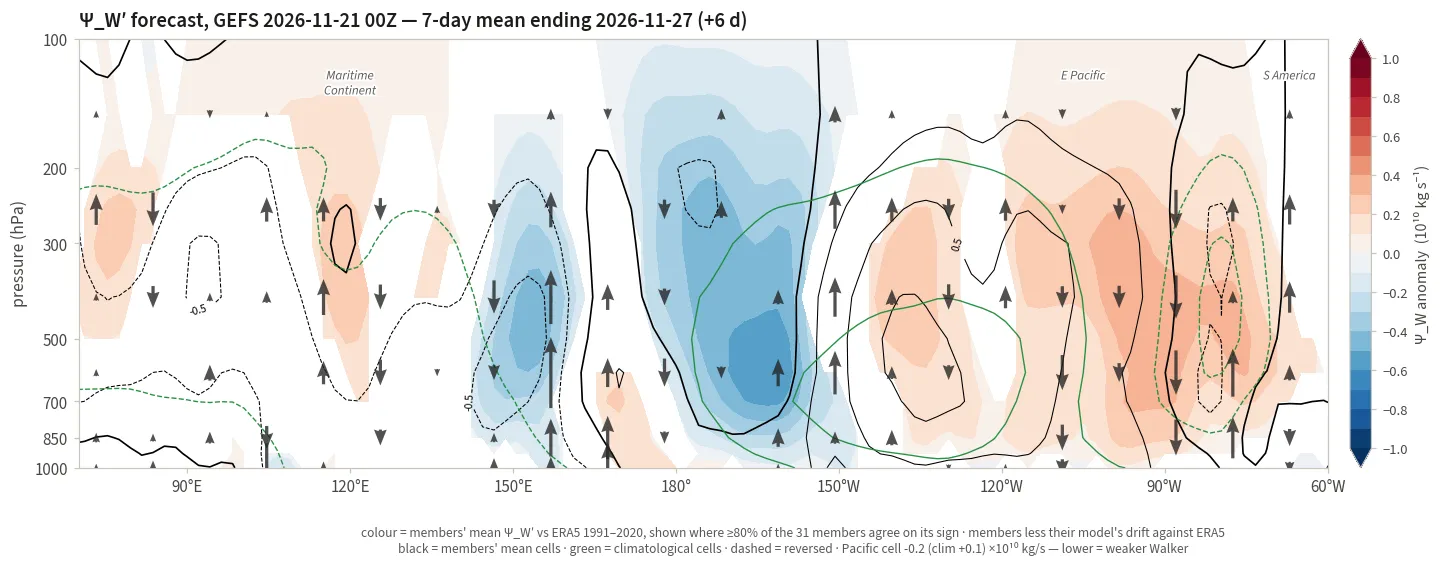 Ψ_W′ forecast, GEFS 2026-11-21 00Z — 7-day mean ending 2026-11-27 (+6 d)
100
200
300
500
700
850
1000
pressure (hPa)
Maritime
Continent
E Pacific
S America
-0.5
-0.5
0.5
90°E
120°E
150°E
180°
150°W
120°W
90°W
60°W
1.0
0.8
0.6
0.4
0.2
0.0
−0.2
−0.4
−0.6
−0.8
−1.0
Ψ_W anomaly (10¹⁰ kg s⁻¹)
colour = members' mean Ψ_W′ vs ERA5 1991–2020, shown where ≥80% of the 31 members agree on its sign · members less their model's drift against ERA5
black = members' mean cells · green = climatological cells · dashed = reversed · Pacific cell -0.2 (clim +0.1) ×10¹⁰ kg/s — lower = weaker Walker